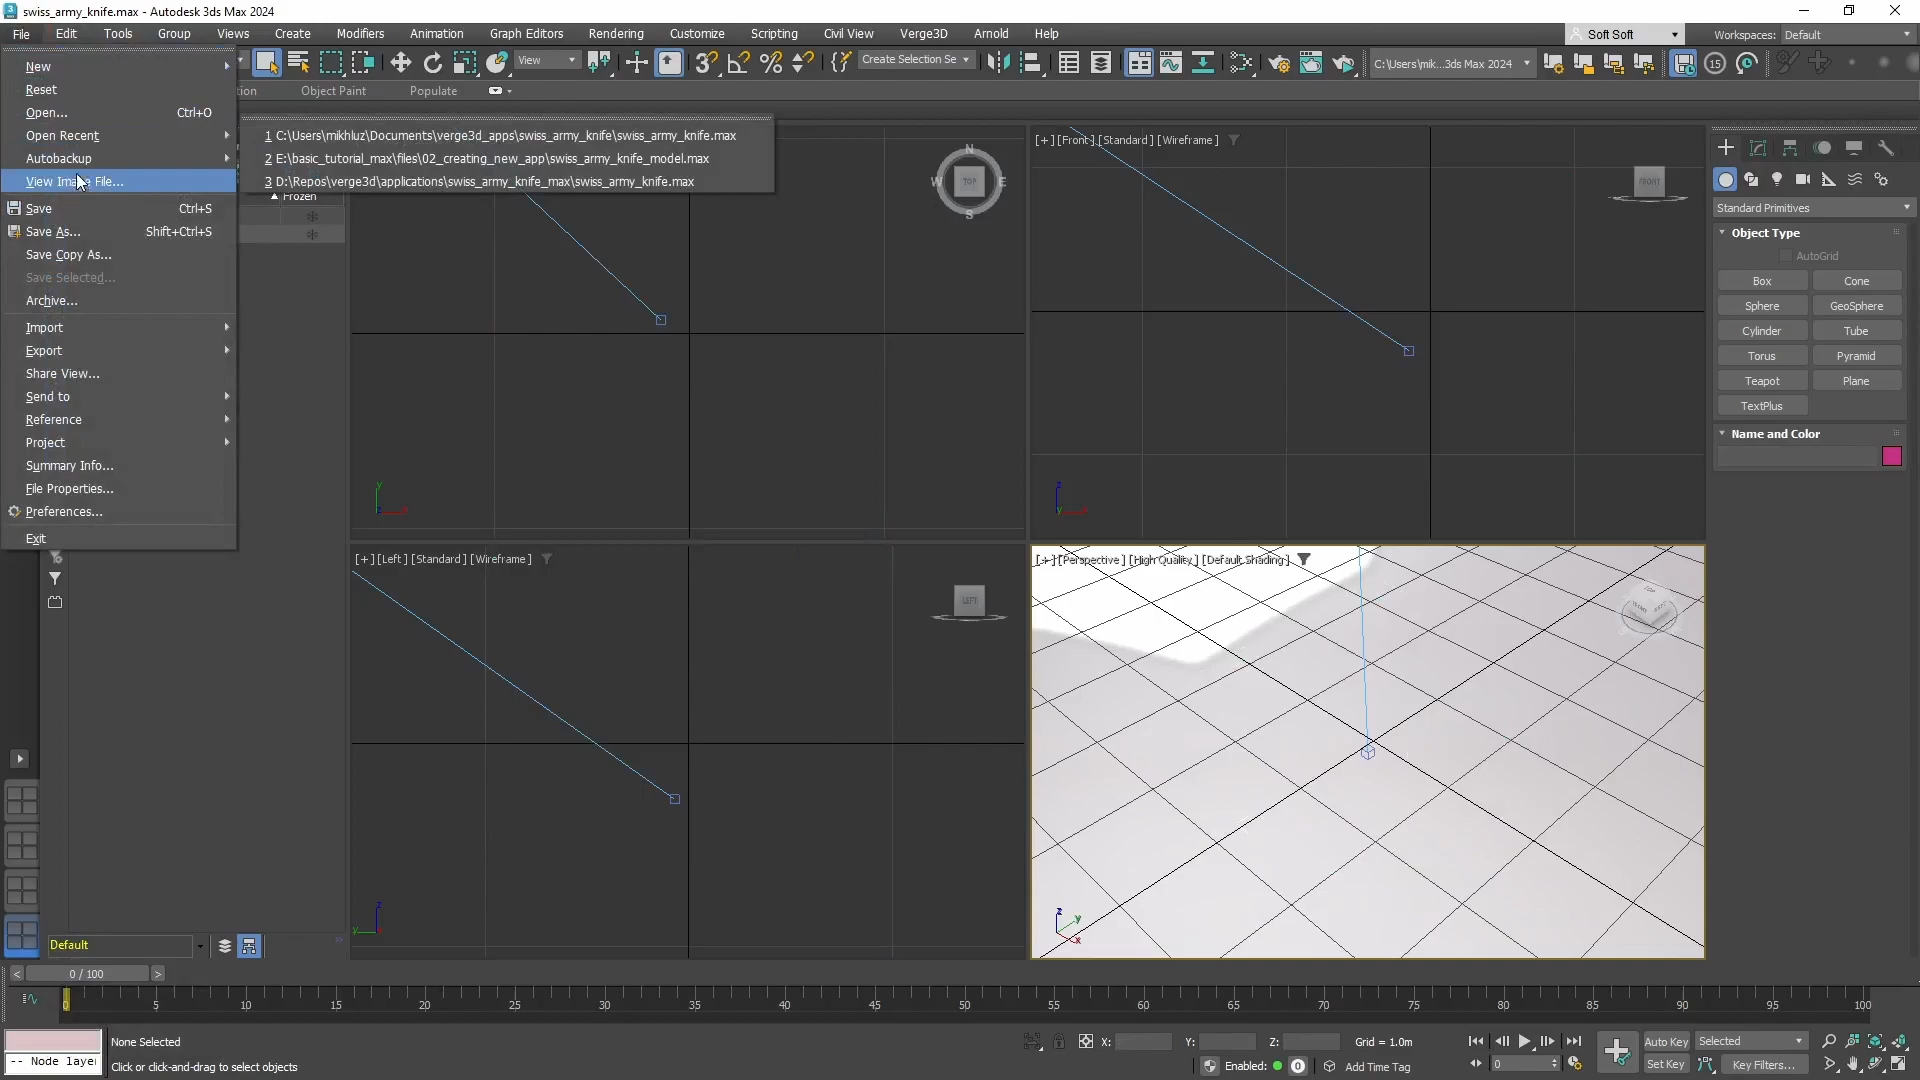 swiss_army_knife.max - Autodesk 3ds Max 2024
File Edit Tools Group Views Create Modifiers Animation Graph Editors Rendering Customize Scripting Civil View Verge3D Arnold Help
Soft Soft
Workspaces: Default
View
Create Selection Se
C:\Users\mik...3ds Max 2024
15
Object Paint
Populate
New
Reset
Open... Ctrl+O
Open Recent
Autobackup
View Image File...
Save Ctrl+S
Save As... Shift+Ctrl+S
Save Copy As...
Save Selected...
Archive...
Import
Export
Share View...
Send to
Reference
Project
Summary Info...
File Properties...
Preferences...
Exit
1 C:\Users\mikhluz\Documents\verge3d_apps\swiss_army_knife\swiss_army_knife.max
2 E:\basic_tutorial_max\files\02_creating_new_app\swiss_army_knife_model.max
3 D:\Repos\verge3d\applications\swiss_army_knife_max\swiss_army_knife.max
Frozen
N
W TOP E
S
y
z x
[+] [Front] [Standard] [Wireframe]
FRONT
z
y x
[+] [Left] [Standard] [Wireframe]
LEFT
z
y
[+] [Perspective] [High Quality] [Default Shading]
z y
x
Standard Primitives
Object Type
AutoGrid
Box Cone
Sphere GeoSphere
Cylinder Tube
Torus Pyramid
Teapot Plane
TextPlus
Name and Color
Default
< 0 / 100 >
0 5 10 15 20 25 30 35 40 45 50 55 60 65 70 75 80 85 90 95 100
None Selected
X: Y: Z: Grid = 1.0m
Auto Key Selected
-- Node layer
Click or click-and-drag to select objects
Enabled: 0 Add Time Tag
0
Set Key Key Filters...